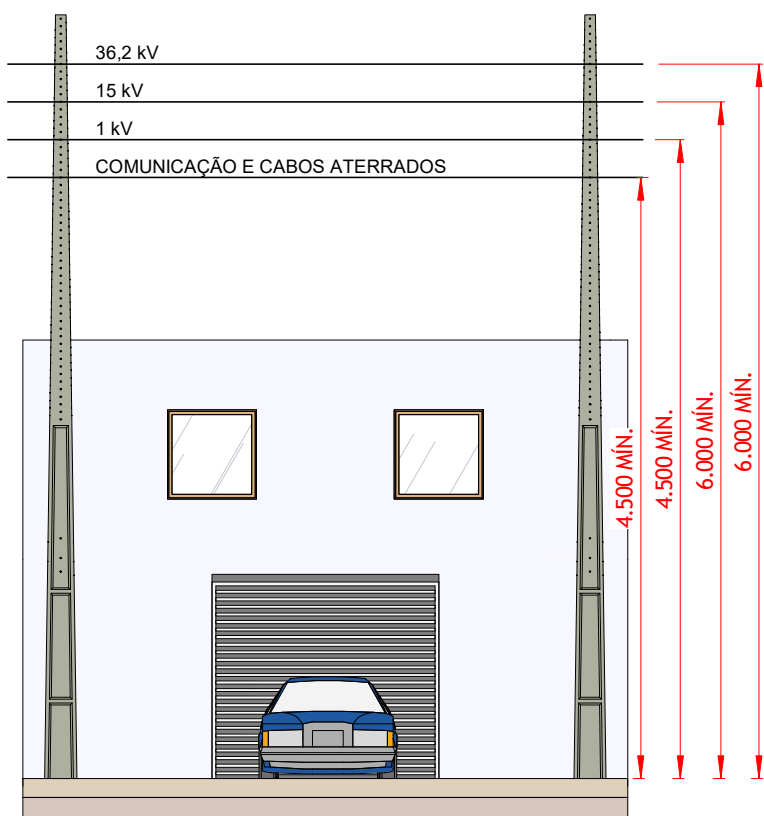 36,2 kV
15 kV
1 kV
COMUNICAÇÃO E CABOS ATERRADOS
4.500 MÍN.
4.500 MÍN.
6.000 MÍN.
6.000 MÍN.